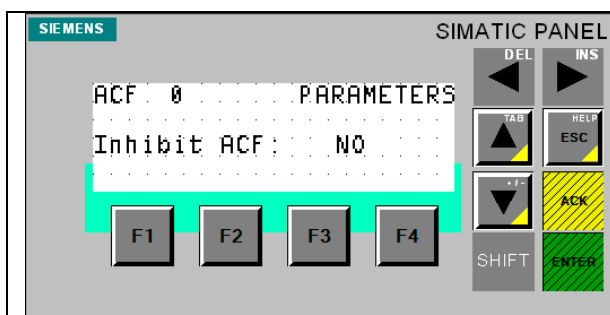 SIEMENS
SIMATIC PANEL
DEL
INS
ACF 0 PARAMETERS
TAB
HELP
ESC
Inhibit ACF: NO
+/-
ACK
F1
F2
F3
F4
SHIFT
ENTER